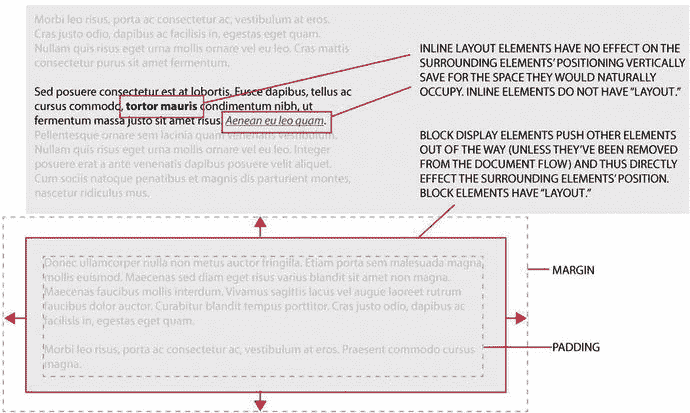 Morbi leo risus, porta ac consectetur ac, vestibulum at eros.
Cras justo odio, dapibus ac facilisis in, egestas eget quam.
Nullam quis risus eget urna mollis ornare vel eu leo. Cras mattis
consectetur purus sit amet fermentum.
INLINE LAYOUT ELEMENTS HAVE NO EFFECT ON THE
SURROUNDING ELEMENTS’ POSITIONING VERTICALLY
SAVE FOR THE SPACE THEY WOULD NATURALLY
OCCUPY. INLINE ELEMENTS DO NOT HAVE “LAYOUT.”
Sed posuere consectetur est at lobortis. Fusce dapibus, tellus ac
cursus commodo, tortor mauris condimentum nibh, ut
fermentum massa justo sit amet risus. Aenean eu leo quam.
Pellentesque ornare sem lacinia quam venenatis vestibulum.
Nullam quis risus eget urna mollis ornare vel eu leo. Integer
posuere erat a ante venenatis dapibus posuere velit aliquet.
Cum sociis natoque penatibus et magnis dis parturient montes,
nascetur ridiculus mus.
BLOCK DISPLAY ELEMENTS PUSH OTHER ELEMENTS
OUT OF THE WAY (UNLESS THEY’VE BEEN REMOVED
FROM THE DOCUMENT FLOW) AND THUS DIRECTLY
EFFECT THE SURROUNDING ELEMENTS’ POSITION.
BLOCK ELEMENTS HAVE “LAYOUT.”
Donec ullamcorper nulla non metus auctor fringilla. Etiam porta sem malesuada magna
mollis euismod. Maecenas sed diam eget risus varius blandit sit amet non magna.
Maecenas faucibus mollis interdum. Vivamus sagittis lacus vel augue laoreet rutrum
faucibus dolor auctor. Curabitur blandit tempus porttitor. Cras justo odio, dapibus ac
facilisis in, egestas eget quam.
Morbi leo risus, porta ac consectetur ac, vestibulum at eros. Praesent commodo cursus
magna.
MARGIN
PADDING